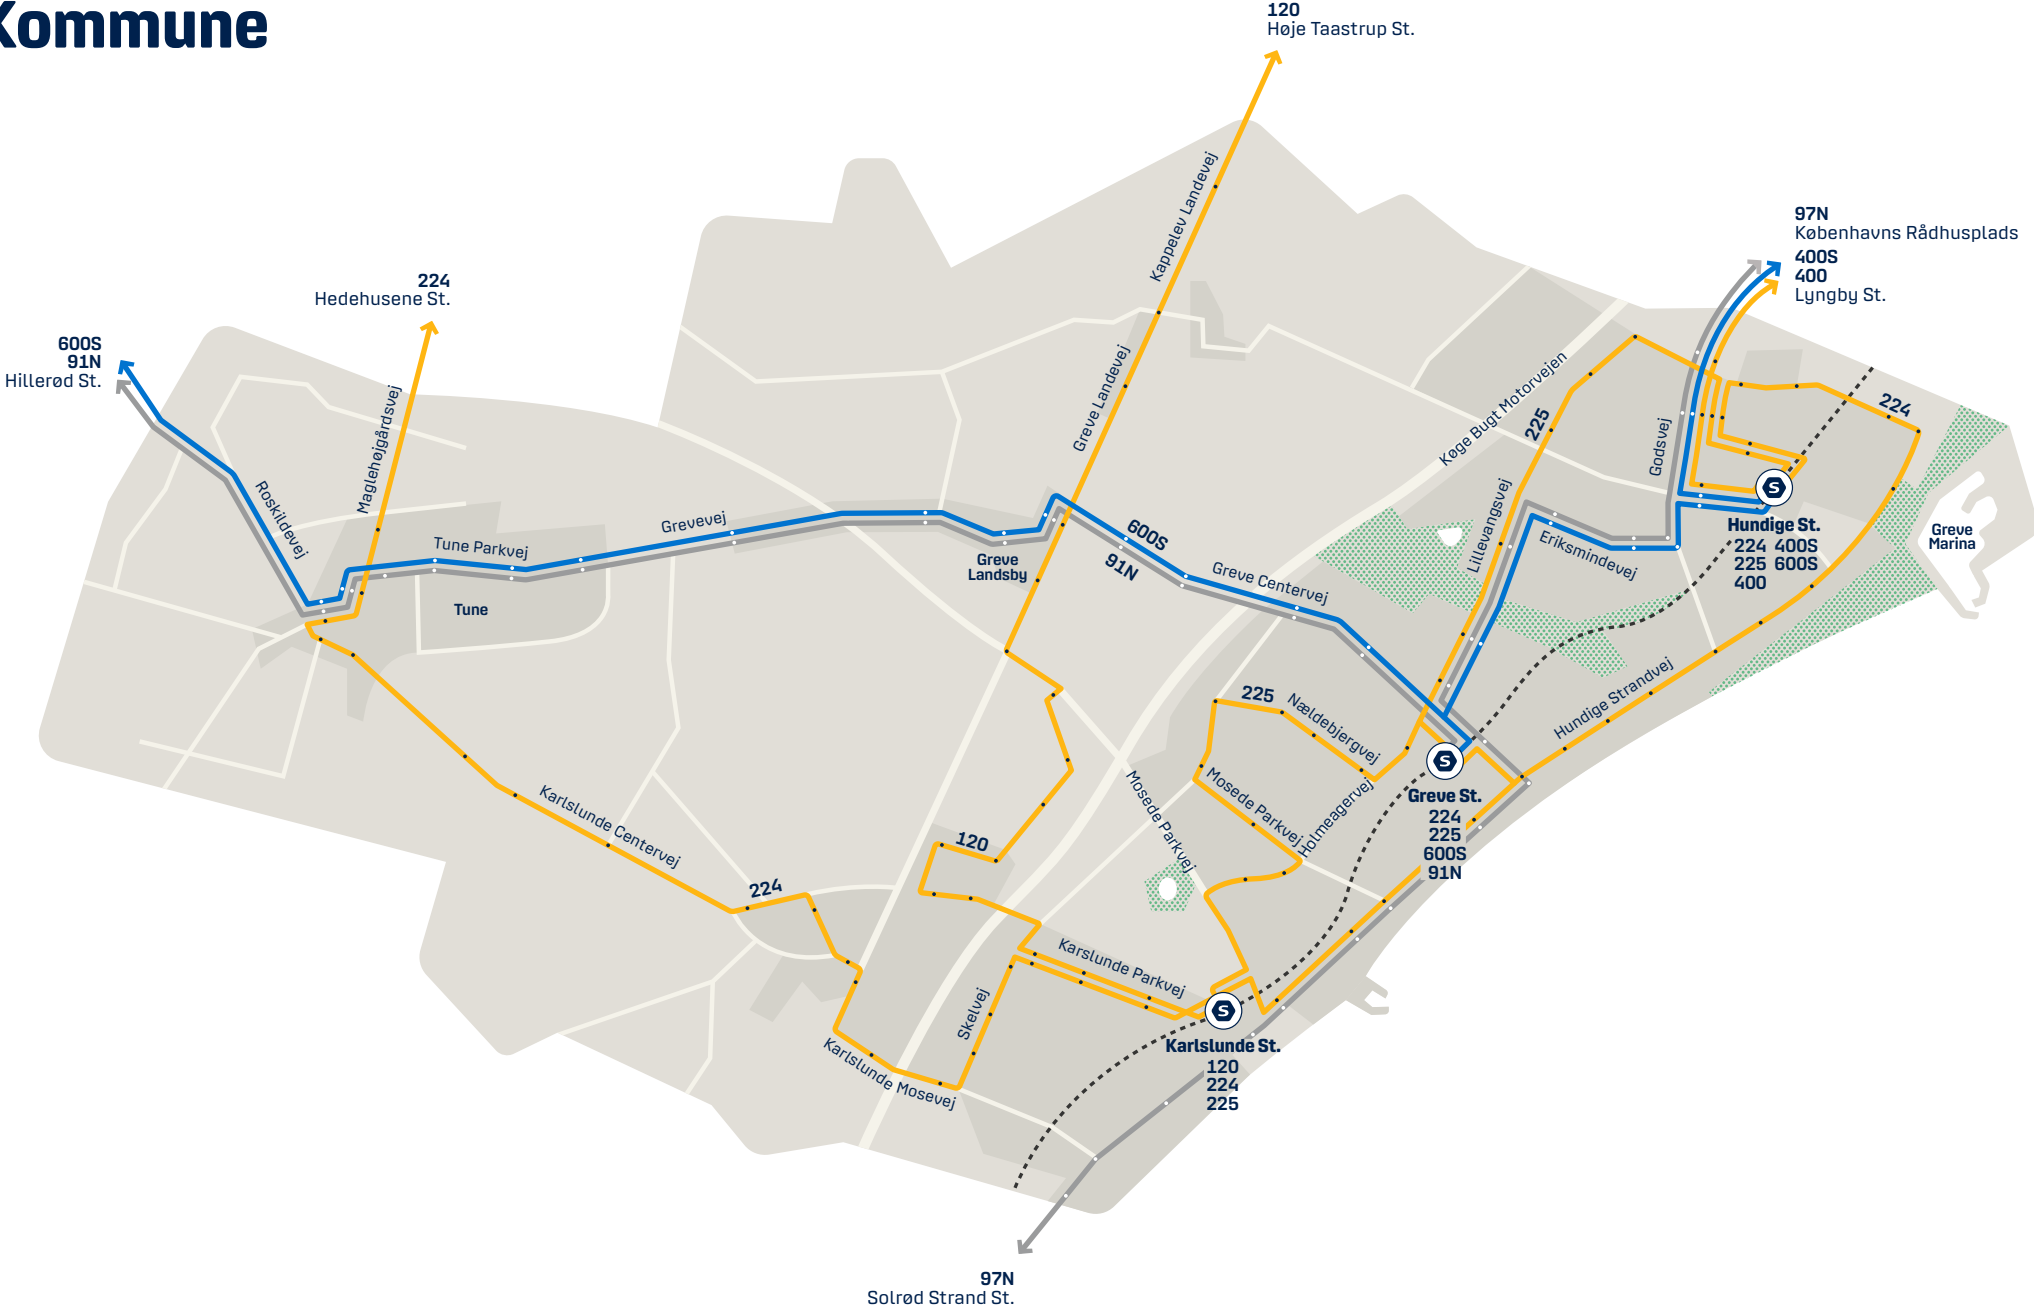 Kommune
120
Høje Taastrup St.
97N
Københavns Rådhusplads
400S
400
Lyngby St.
224
Hedehusene St.
600S
91N
Hillerød St.
Kappelev Landevej
Greve Landevej
Køge Bugt Motorvejen
Maglehøjgårdsvej
Roskildevej
Tune Parkvej
Grevevej
Tune
Greve
Landsby
600S
91N
Greve Centervej
225
Lillevangsvej
Eriksmindevej
Godsvej
224
Hundige St.
224 400S
225 600S
400
Greve
Marina
Hundige Strandvej
225
Nældebjergvej
Mosede Parkvej
Holmeagervej
Mosede Parkvej
Greve St.
224
225
600S
91N
Karlslunde Centervej
224
120
Karslunde Parkvej
Skelvej
Karlslunde Mosevej
Karlslunde St.
120
224
225
97N
Solrød Strand St.
S
S
S